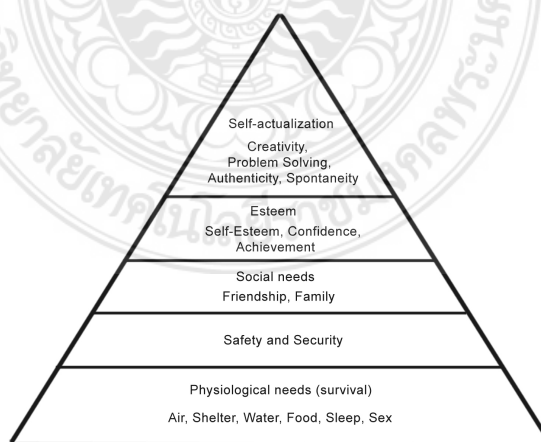 Self-actualization
Creativity,
Problem Solving,
Authenticity, Spontaneity
Esteem
Self-Esteem, Confidence,
Achievement
Social needs
Friendship, Family
Safety and Security
Physiological needs (survival)
Air, Shelter, Water, Food, Sleep, Sex